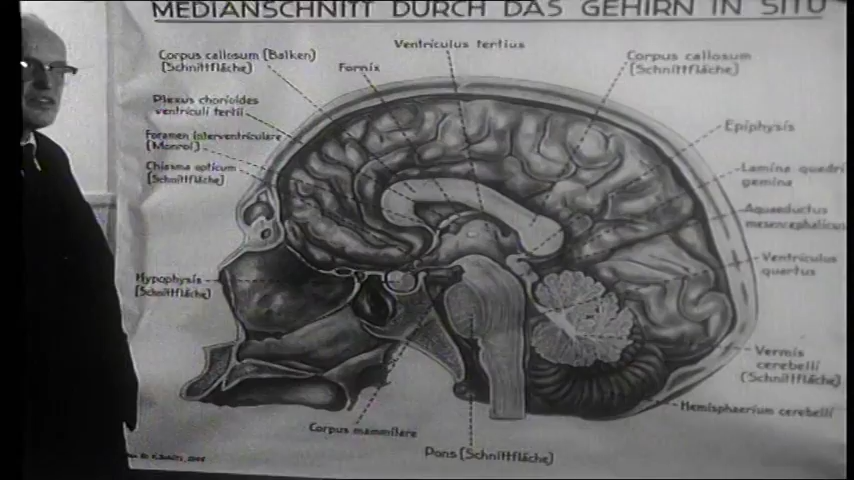 MEDIANSCHNITT DURCH DAS GEHIRN IN SITU
Ventriculus tertius
Corpus callosum (Balken)
(Schnittfläche)
Fornix
Corpus callosum
(Schnittfläche)
Plexus chorioides
ventriculi tertii
Foramen interventriculare
(Monroi)
Chiasma opticum
(Schnittfläche)
Epiphysis
Lamina quadri
gemina
Aquaeductus
mesencephalicus
Ventriculus
quartus
Hypophysis
(Schnittfläche)
Vermis
cerebelli
(Schnittfläche)
Hemisphaerium cerebelli
Corpus mammillare
Pons (Schnittfläche)